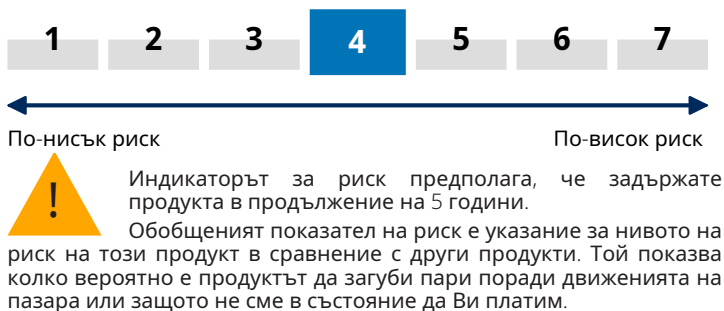 1 2 3 4 5 6 7
По-нисък риск По-висок риск
!
Индикаторът за риск предполага, че задържате
продукта в продължение на 5 години.
Обобщеният показател на риск е указание за нивото на
риск на този продукт в сравнение с други продукти. Той показва
колко вероятно е продуктът да загуби пари поради движенията на
пазара или защото не сме в състояние да Ви платим.